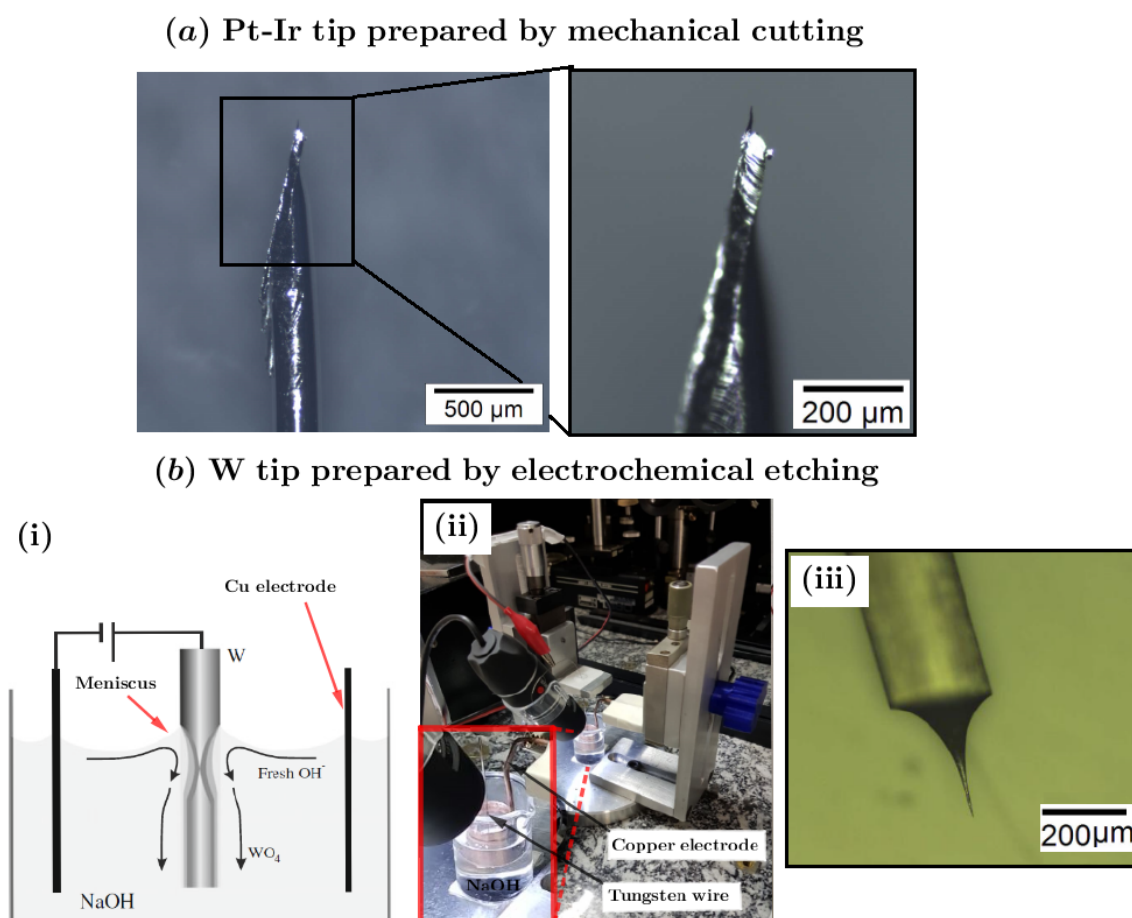 (a) Pt-Ir tip prepared by mechanical cutting
500 μm
200 μm
(b) W tip prepared by electrochemical etching
(i)
Cu electrode
W
Meniscus
Fresh OH⁻
WO₄
NaOH
(ii)
NaOH
Copper electrode
Tungsten wire
(iii)
200μm